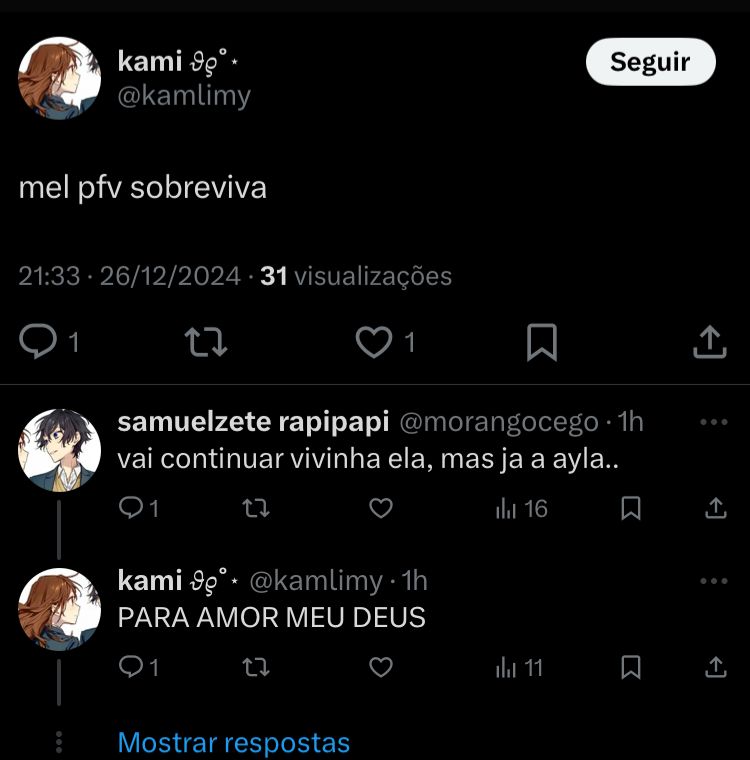 kami 𝜗𝜚˚⋆
Seguir
@kamlimy
mel pfv sobreviva
21:33 · 26/12/2024 · 31 visualizações
1
1
samuelzete rapipapi @morangocego · 1h
vai continuar vivinha ela, mas ja a ayla..
1
16
kami 𝜗𝜚˚⋆ @kamlimy · 1h
PARA AMOR MEU DEUS
1
11
Mostrar respostas